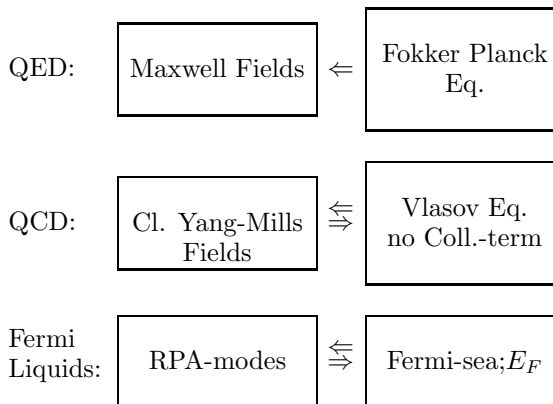 QED:
Maxwell Fields
⇐
Fokker Planck
Eq.
QCD:
Cl. Yang-Mills
Fields
⇐
⇒
Vlasov Eq.
no Coll.-term
Fermi
Liquids:
RPA-modes
⇐
⇒
Fermi-sea;E_F